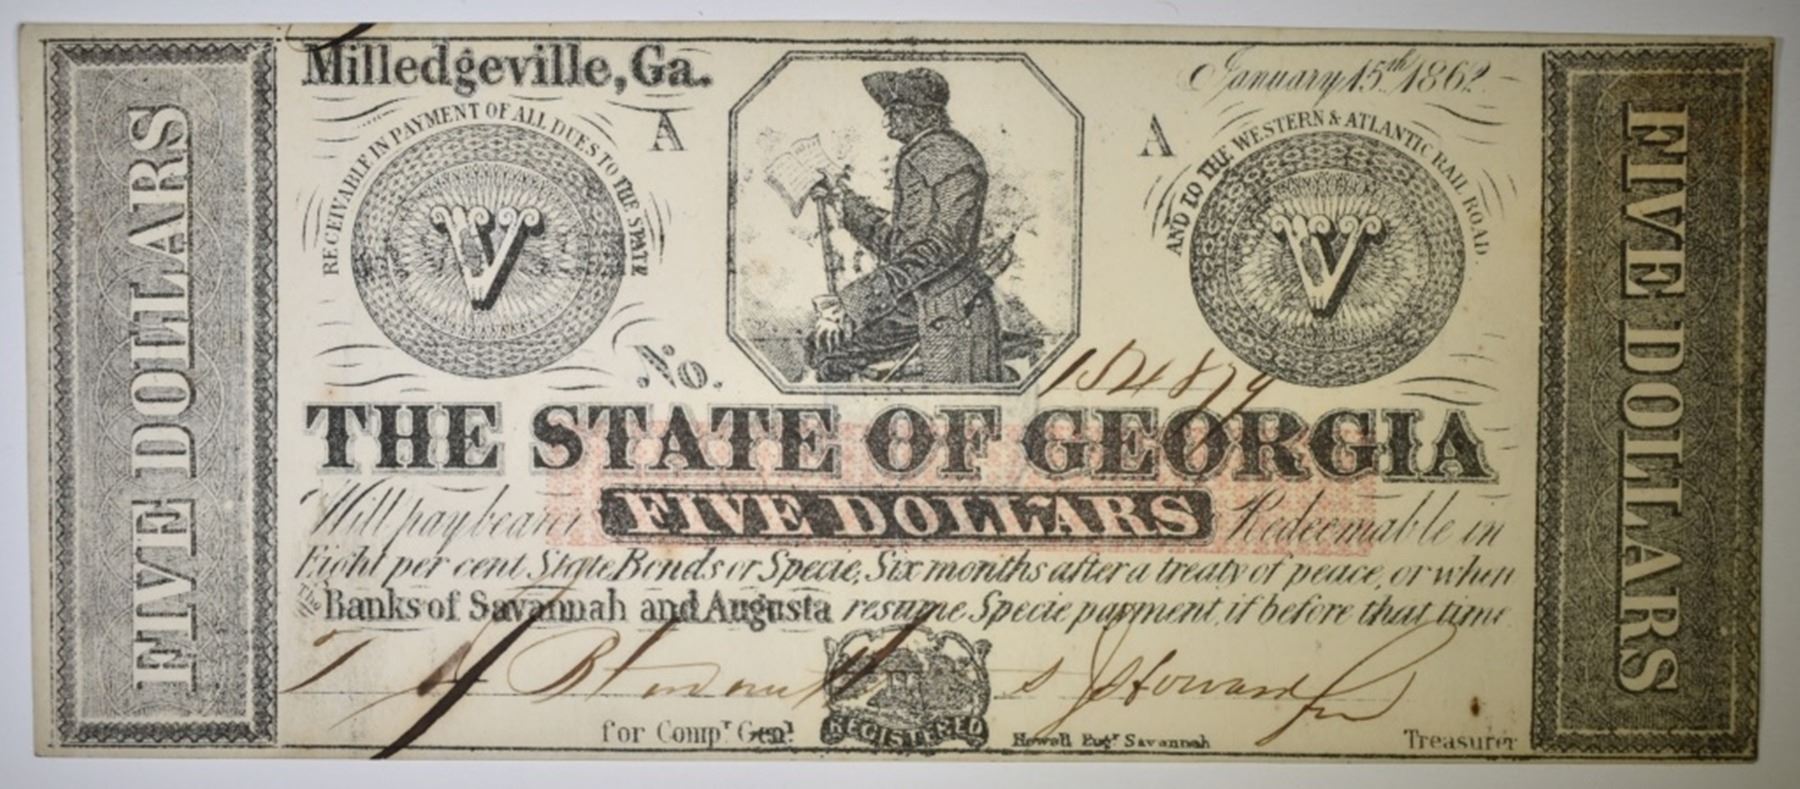 FIVE DOLLARS
Milledgeville, Ga.
January 15th 1862
RECEIVABLE IN PAYMENT OF ALL DUES TO THE STATE
A
A
AND TO THE WESTERN & ATLANTIC RAIL ROAD.
V
V
No.
THE STATE OF GEORGIA
Will pay bearer FIVE DOLLARS Redeemable in
Eight per cent State Bonds or Specie, Six months after a treaty of peace, or when
The Banks of Savannah and Augusta resume Specie payment, if before that time
for Compr Genl
REGISTERED
Howell Engr Savannah
Treasurer
FIVE DOLLARS